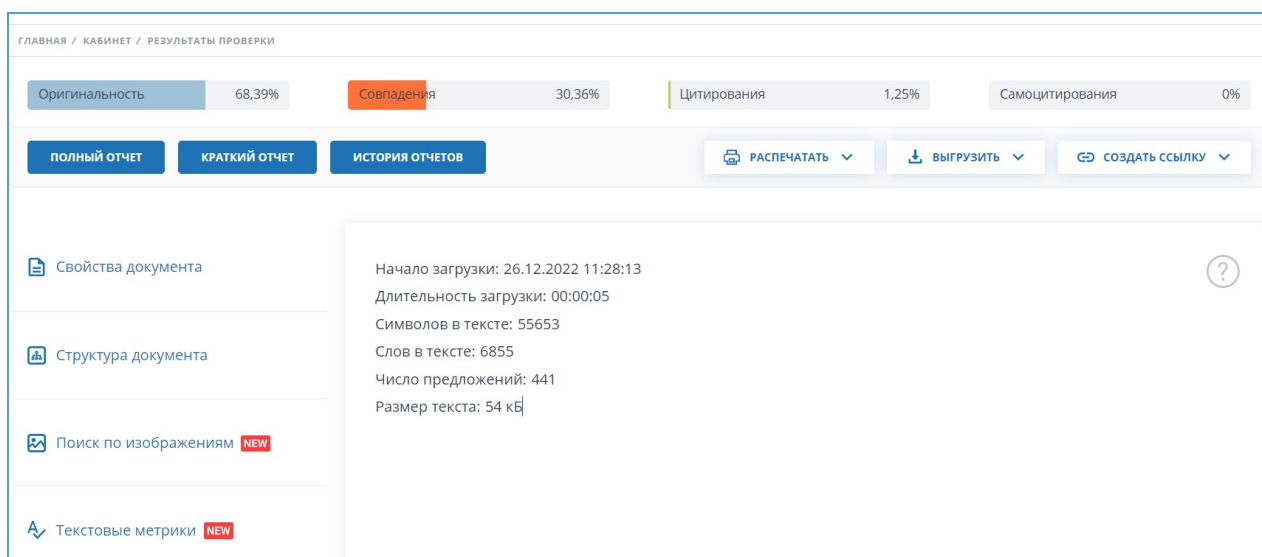 ГЛАВНАЯ / КАБИНЕТ / РЕЗУЛЬТАТЫ ПРОВЕРКИ
Оригинальность 68,39% Совпадения 30,36% Цитирования 1,25% Самоцитирования 0%
ПОЛНЫЙ ОТЧЕТ КРАТКИЙ ОТЧЕТ ИСТОРИЯ ОТЧЕТОВ РАСПЕЧАТАТЬ ВЫГРУЗИТЬ СОЗДАТЬ ССЫЛКУ
Свойства документа
Структура документа
Поиск по изображениям NEW
Текстовые метрики NEW
Начало загрузки: 26.12.2022 11:28:13
Длительность загрузки: 00:00:05
Символов в тексте: 55653
Слов в тексте: 6855
Число предложений: 441
Размер текста: 54 кБ
?